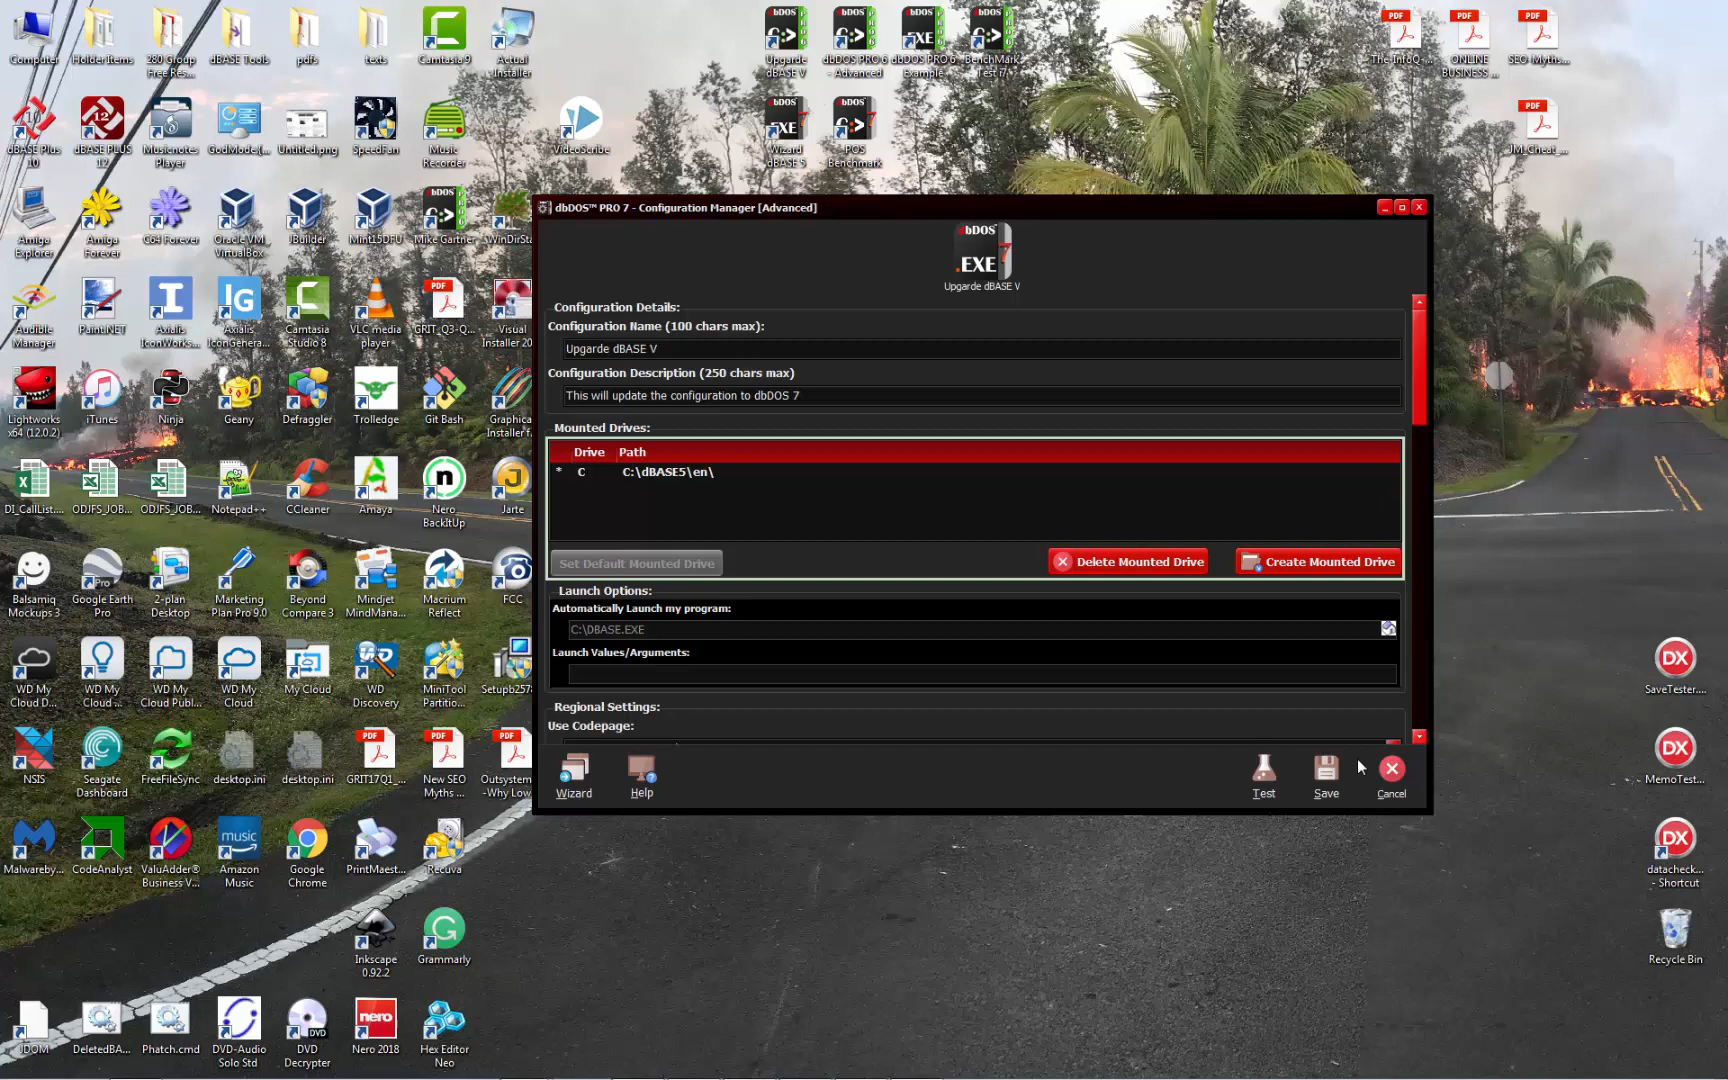 Computer
Holder Items
280 Group
Free Res...
dBASE Tools
pdfs
texts
Camtasia 9
Actual
Installer
Upgarde
dBASE V
dbDOS PRO 6
- Advanced
dbDOS PRO 6
Example
BenchMark
Test i7
The-InfoQ-...
ONLINE
BUSINESS ...
SEO-Myths...
dBASE Plus
10
dBASE PLUS
12
Musicnotes
Player
GodMode.{...
Untitled.png
SpeedFan
Music
Recorder
VideoScribe
Wizard
dBASE 5
POS
Benchmark
JM-Cheat_...
Amiga
Explorer
Amiga
Forever
C64 Forever
Oracle VM
VirtualBox
JBuilder
Mint15DFU
Mike Gartner
WinDirSta
Audible
Manager
Paint.NET
Axialis
IconWorks...
Axialis
IconGenera...
Camtasia
Studio 8
VLC media
player
GRIT_Q3-Q...
Visual
Installer 20
Lightworks
x64 (12.0.2)
iTunes
Ninja
Geany
Defraggler
Trolledge
Git Bash
Graphica
Installer f
DI_CallList....
ODJFS_JOB...
ODJFS_JOB...
Notepad++
CCleaner
Amaya
Nero
BackItUp
Jarte
Balsamiq
Mockups 3
Google Earth
Pro
2-plan
Desktop
Marketing
Plan Pro 9.0
Beyond
Compare 3
Mindjet
MindMana...
Macrium
Reflect
FCC
WD My
Cloud D...
WD My
Cloud ...
WD My
Cloud Publ...
WD My
Cloud
My Cloud
WD
Discovery
MiniTool
Partitio...
Setupb257
NSIS
Seagate
Dashboard
FreeFileSync
desktop.ini
desktop.ini
GRIT17Q1_...
New SEO
Myths ...
Outsystem
-Why Low
Malwareby...
CodeAnalyst
ValuAdder®
Business V...
Amazon
Music
Google
Chrome
PrintMaest...
Recuva
Inkscape
0.92.2
Grammarly
JDOM
DeletedBA...
Phatch.cmd
DVD-Audio
Solo Std
DVD
Decrypter
Nero 2018
Hex Editor
Neo
dbDOS™ PRO 7 - Configuration Manager [Advanced]
dbDOS™
.EXE 7
Upgarde dBASE V
Configuration Details:
Configuration Name (100 chars max):
Upgarde dBASE V
Configuration Description (250 chars max)
This will update the configuration to dbDOS 7
Mounted Drives:
Drive Path
* C C:\dBASE5\en\
Set Default Mounted Drive
Delete Mounted Drive
Create Mounted Drive
Launch Options:
Automatically Launch my program:
C:\DBASE.EXE
Launch Values/Arguments:
Regional Settings:
Use Codepage:
Wizard
Help
Test
Save
Cancel
SaveTester....
MemoTest...
datacheck...
- Shortcut
Recycle Bin